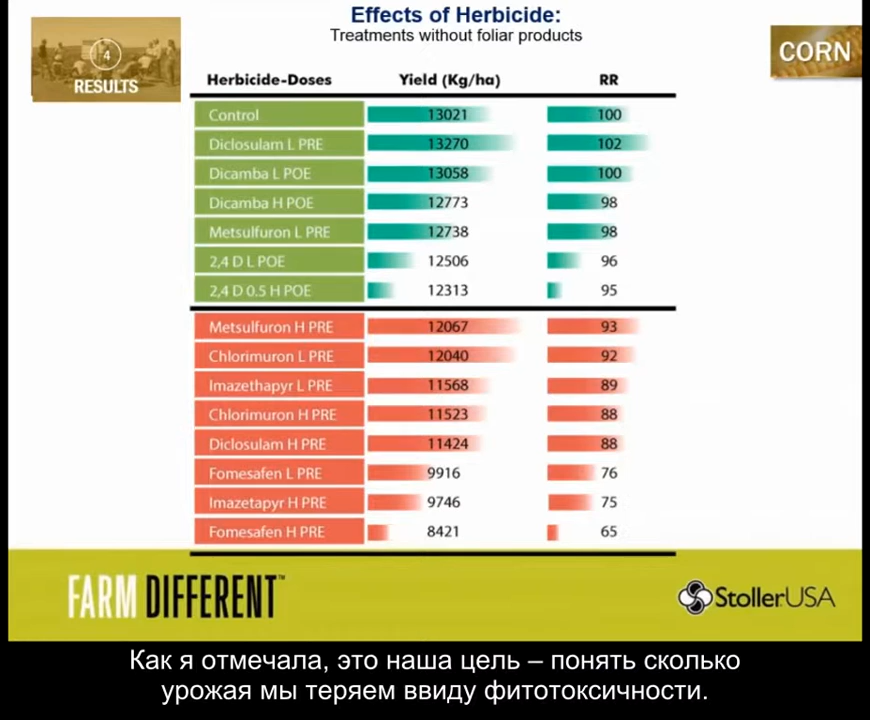 Effects of Herbicide:
Treatments without foliar products
4
RESULTS
CORN
Herbicide-Doses Yield (Kg/ha) RR
Control 13021 100
Diclosulam L PRE 13270 102
Dicamba L POE 13058 100
Dicamba H POE 12773 98
Metsulfuron L PRE 12738 98
2,4 D L POE 12506 96
2,4 D 0.5 H POE 12313 95
Metsulfuron H PRE 12067 93
Chlorimuron L PRE 12040 92
Imazethapyr L PRE 11568 89
Chlorimuron H PRE 11523 88
Diclosulam H PRE 11424 88
Fomesafen L PRE 9916 76
Imazetapyr H PRE 9746 75
Fomesafen H PRE 8421 65
FARM DIFFERENT™
StollerUSA
Как я отмечала, это наша цель – понять сколько
урожая мы теряем ввиду фитотоксичности.